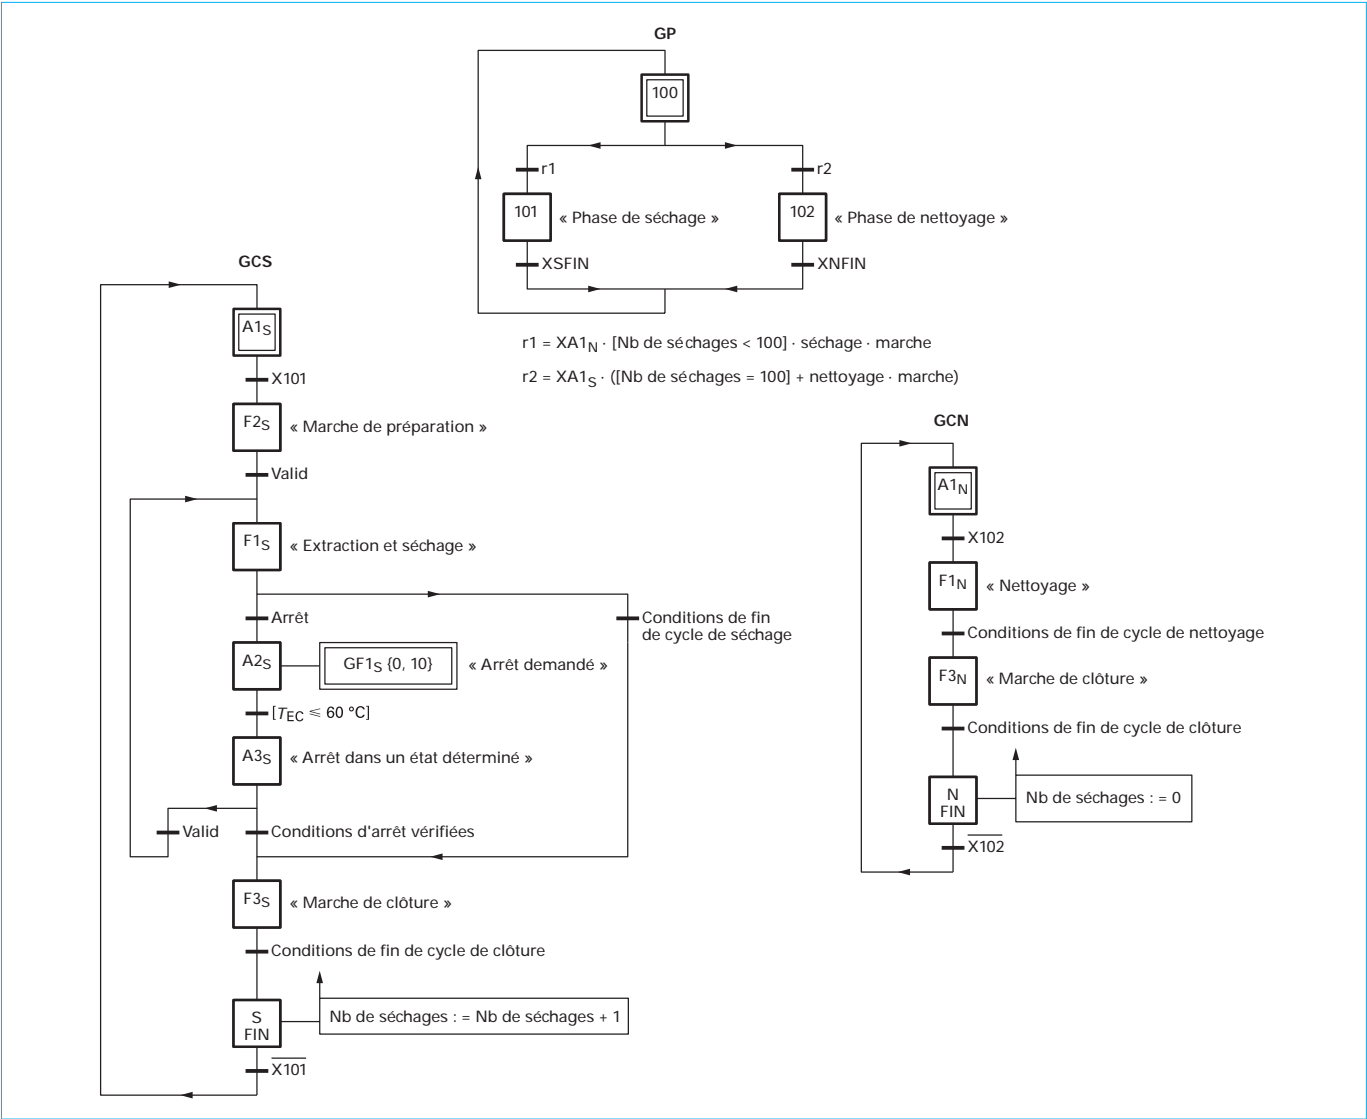 GP
100
r1
r2
101
« Phase de séchage »
102
« Phase de nettoyage »
XSFIN
XNFIN
r1 = XA1N · [Nb de séchages < 100] · séchage · marche
r2 = XA1S · ([Nb de séchages = 100] + nettoyage · marche)
GCS
A1S
X101
F2S
« Marche de préparation »
Valid
F1S
« Extraction et séchage »
Arrêt
Conditions de fin
de cycle de séchage
A2S
GF1S {0, 10}
« Arrêt demandé »
[TEC ⩽ 60 °C]
A3S
« Arrêt dans un état déterminé »
Valid
Conditions d'arrêt vérifiées
F3S
« Marche de clôture »
Conditions de fin de cycle de clôture
S
FIN
Nb de séchages : = Nb de séchages + 1
X̅1̅0̅1̅
GCN
A1N
X102
F1N
« Nettoyage »
Conditions de fin de cycle de nettoyage
F3N
« Marche de clôture »
Conditions de fin de cycle de clôture
N
FIN
Nb de séchages : = 0
X̅1̅0̅2̅